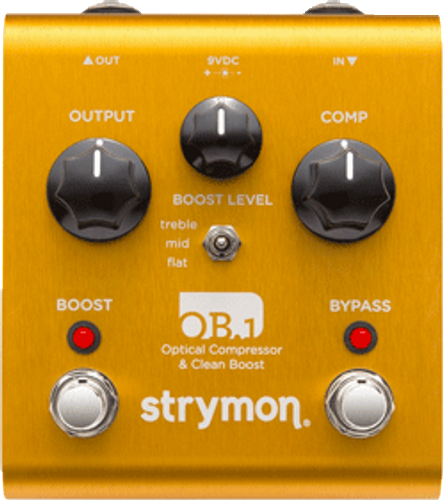 ▲OUT 9VDC IN▼
OUTPUT COMP
BOOST LEVEL
treble
mid
flat
BOOST BYPASS
OB.1
Optical Compressor
& Clean Boost
strymon.